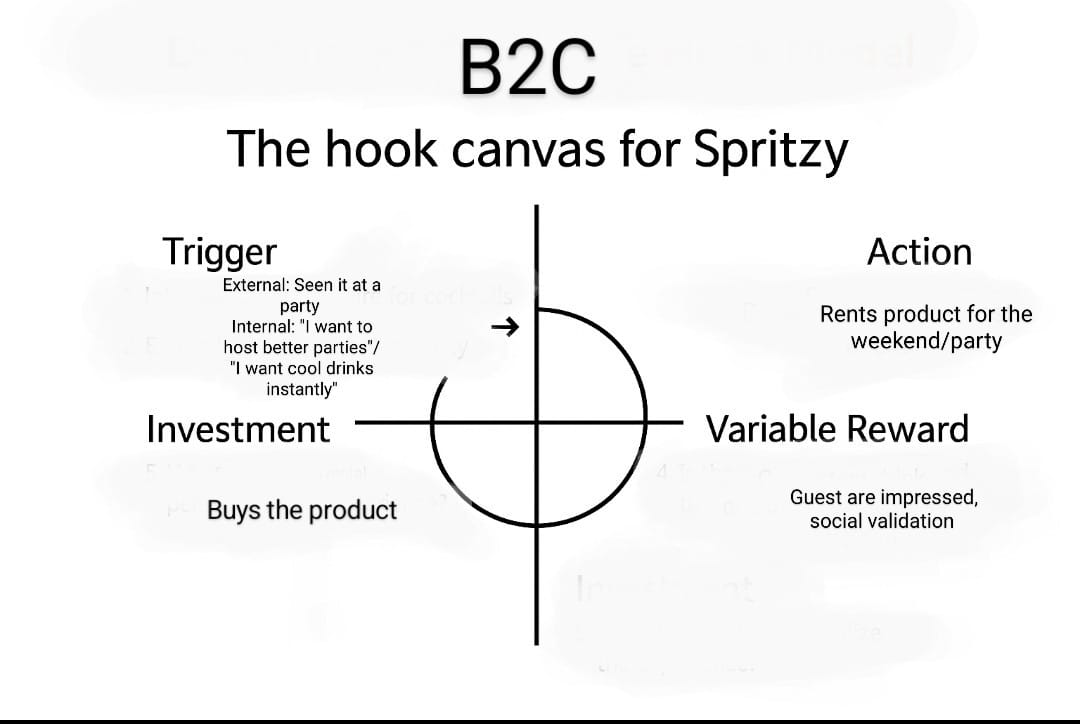 B2C
The hook canvas for Spritzy
Trigger
External: Seen it at a
party
Internal: "I want to
host better parties"/
"I want cool drinks
instantly"
Action
Rents product for the
weekend/party
Investment
Buys the product
Variable Reward
Guest are impressed,
social validation